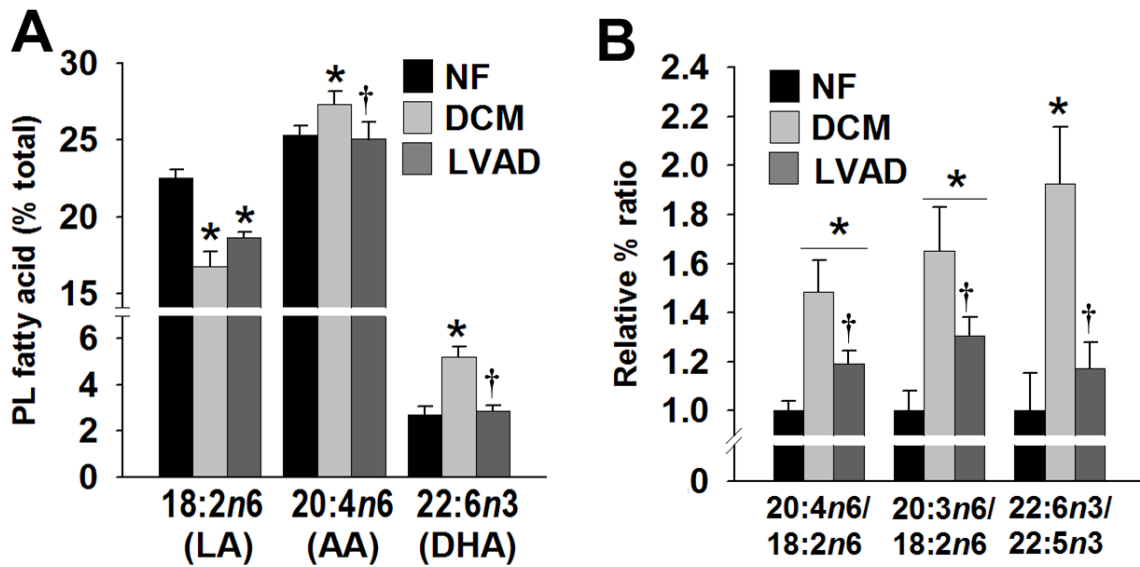 A
PL fatty acid (% total)
30
25
20
15
6
4
2
0
NF
DCM
LVAD
*
*
*
†
*
†
18:2n6
(LA)
20:4n6
(AA)
22:6n3
(DHA)
B
Relative % ratio
2.4
2.2
2.0
1.8
1.6
1.4
1.2
1.0
0
NF
DCM
LVAD
*
†
*
†
*
†
20:4n6/
18:2n6
20:3n6/
18:2n6
22:6n3/
22:5n3